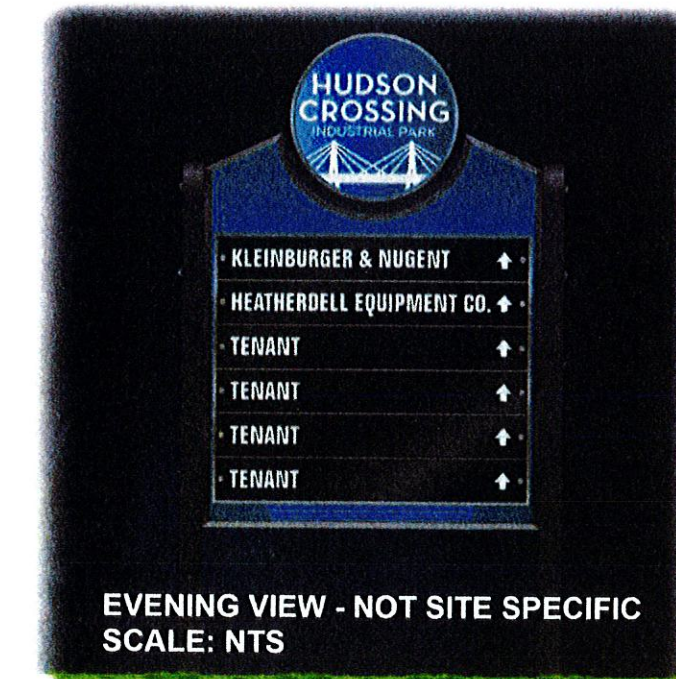 HUDSON
CROSSING
INDUSTRIAL PARK
KLEINBURGER & NUGENT
HEATHERDELL EQUIPMENT CO.
TENANT
TENANT
TENANT
TENANT
EVENING VIEW - NOT SITE SPECIFIC
SCALE: NTS